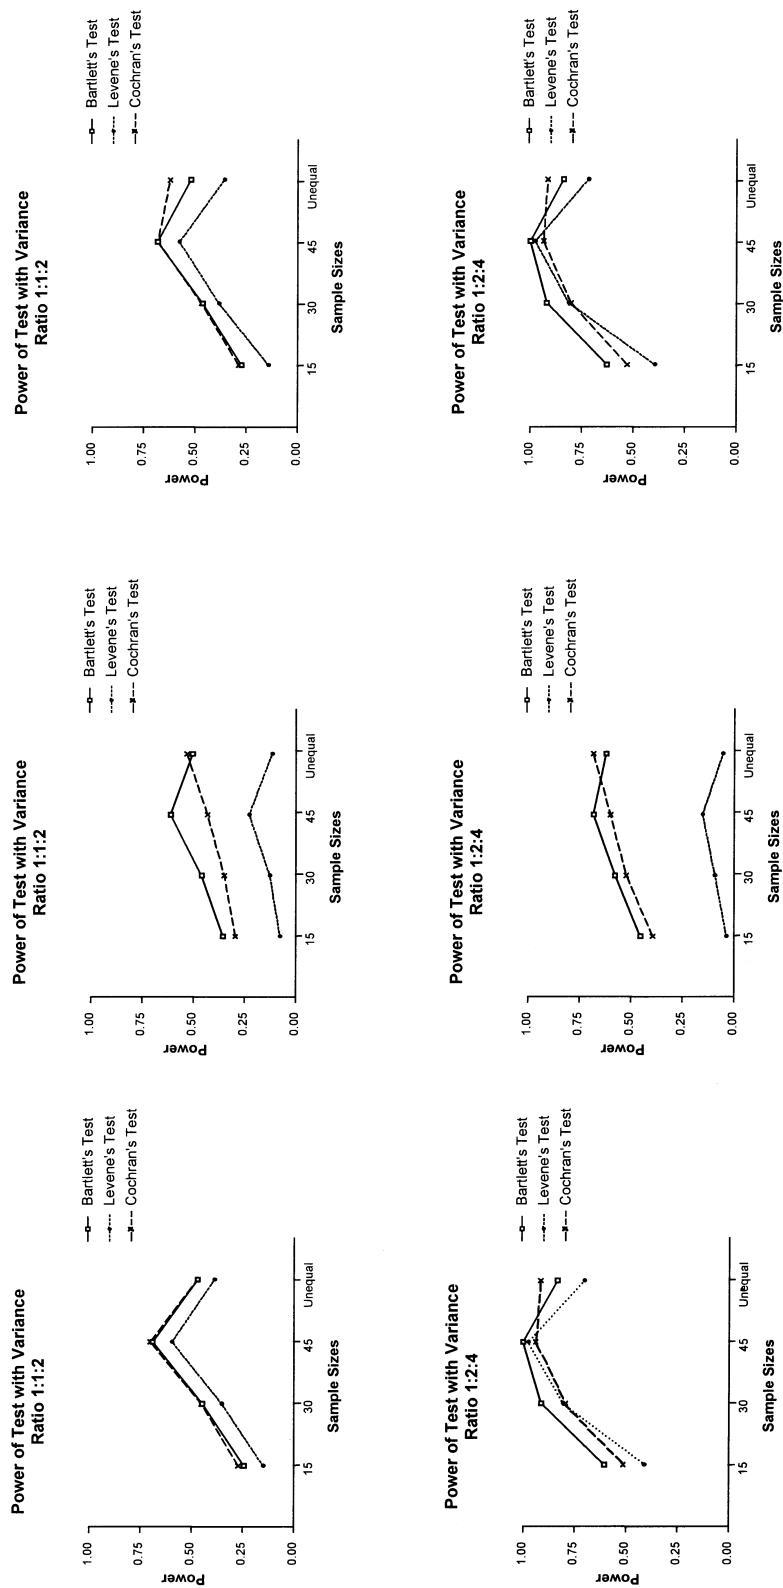 Power of Test with Variance
Ratio 1:1:2
Bartlett's Test
Levene's Test
Cochran's Test
1.00
0.75
0.50
0.25
0.00
Power
15
30
45
Unequal
Sample Sizes
Power of Test with Variance
Ratio 1:1:2
Bartlett's Test
Levene's Test
Cochran's Test
1.00
0.75
0.50
0.25
0.00
Power
15
30
45
Unequal
Sample Sizes
Power of Test with Variance
Ratio 1:1:2
Bartlett's Test
Levene's Test
Cochran's Test
1.00
0.75
0.50
0.25
0.00
Power
15
30
45
Unequal
Sample Sizes
Power of Test with Variance
Ratio 1:2:4
Bartlett's Test
Levene's Test
Cochran's Test
1.00
0.75
0.50
0.25
0.00
Power
15
30
45
Unequal
Sample Sizes
Power of Test with Variance
Ratio 1:2:4
Bartlett's Test
Levene's Test
Cochran's Test
1.00
0.75
0.50
0.25
0.00
Power
15
30
45
Unequal
Sample Sizes
Power of Test with Variance
Ratio 1:2:4
Bartlett's Test
Levene's Test
Cochran's Test
1.00
0.75
0.50
0.25
0.00
Power
15
30
45
Unequal
Sample Sizes